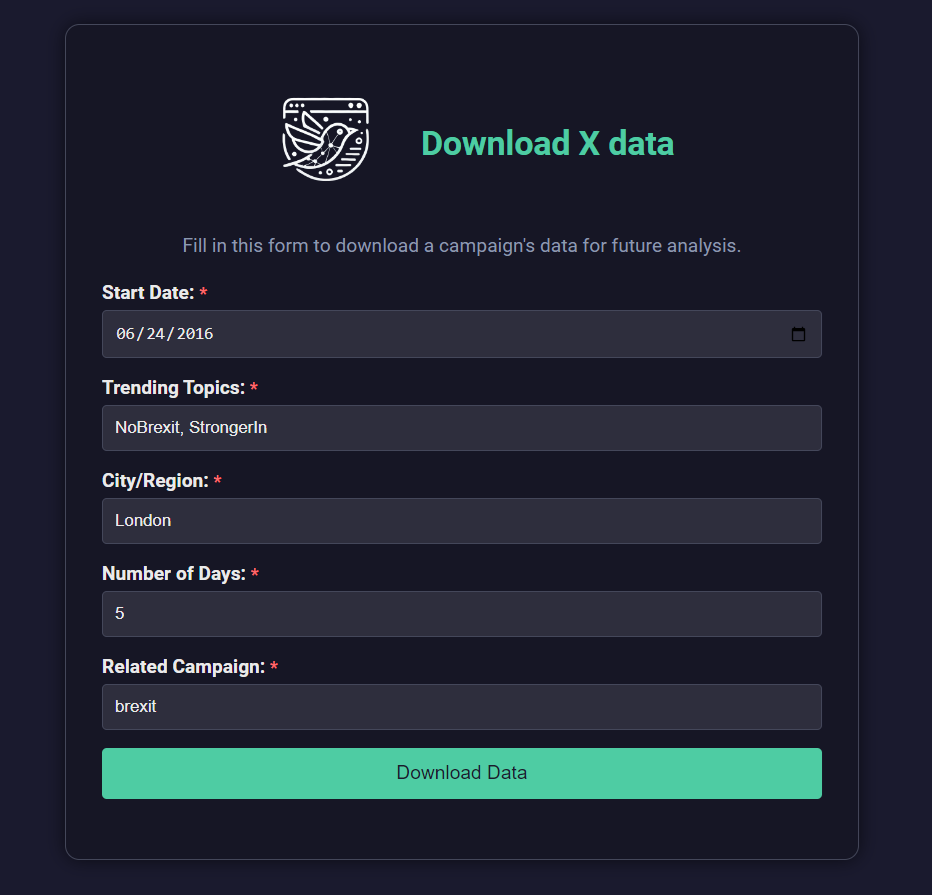 Download X data
Fill in this form to download a campaign's data for future analysis.
Start Date: *
06/24/2016
Trending Topics: *
NoBrexit, StrongerIn
City/Region: *
London
Number of Days: *
5
Related Campaign: *
brexit
Download Data